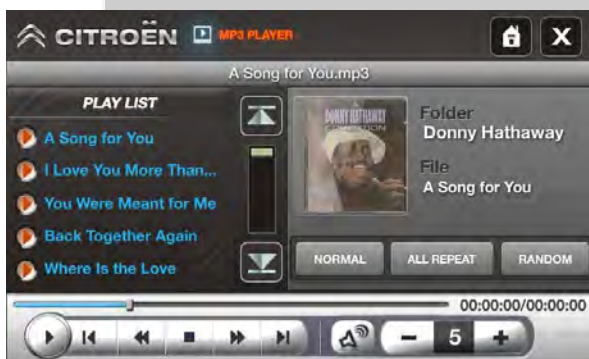 CITROËN MP3 PLAYER
A Song for You.mp3
PLAY LIST
A Song for You
I Love You More Than...
You Were Meant for Me
Back Together Again
Where Is the Love
DONNY HATHAWAY
COLLECTION
Folder
Donny Hathaway
File
A Song for You
NORMAL
ALL REPEAT
RANDOM
00:00:00/00:00:00
5